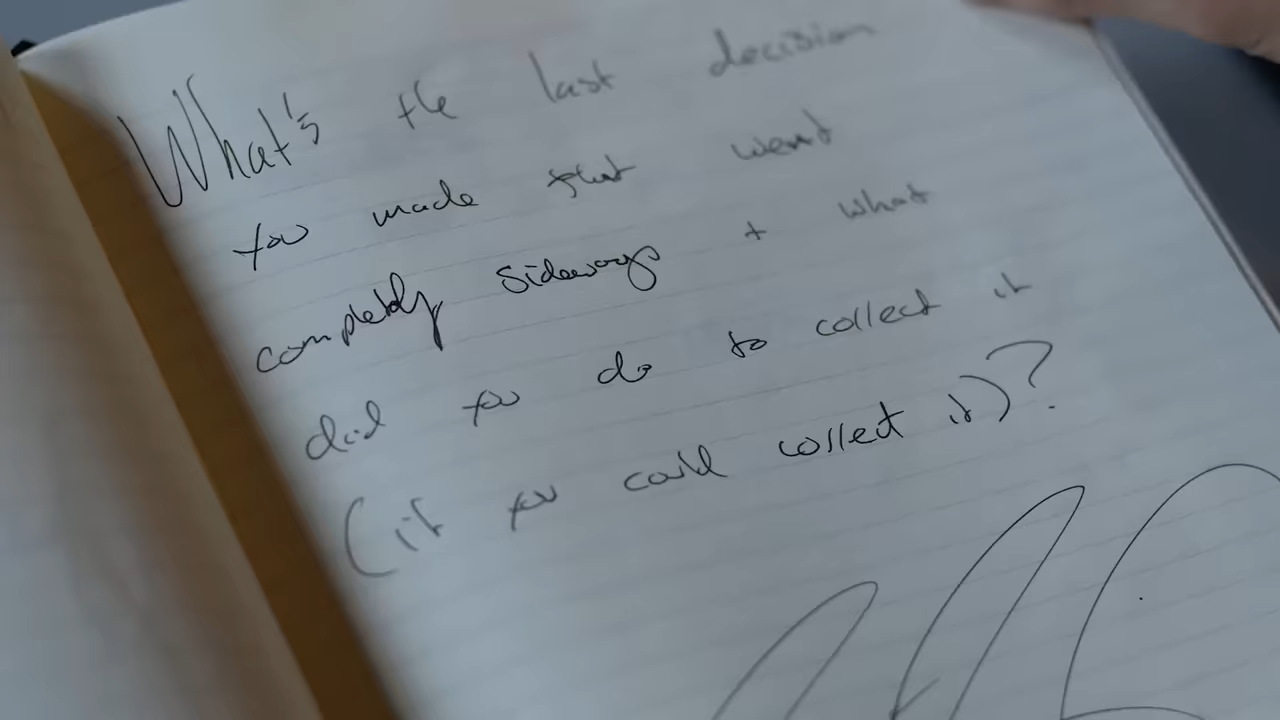 What's the last decision
you made that went
completely sideways + what
did you do to collect it
(if you could collect it)?